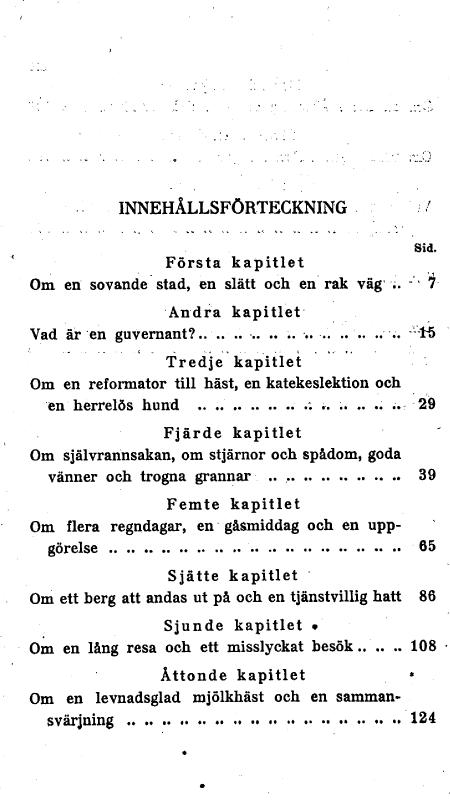 INNEHÅLLSFÖRTECKNING
Sid.
Första kapitlet
Om en sovande stad, en slätt och en rak väg .. .. 7
Andra kapitlet
Vad är en guvernant? .. .. .. .. .. .. .. .. .. .. .. .. 15
Tredje kapitlet
Om en reformator till häst, en katekeslektion och
en herrelös hund .. .. .. .. .. .. .. .. .. .. .. .. 29
Fjärde kapitlet
Om självrannsakan, om stjärnor och spådom, goda
vänner och trogna grannar .. .. .. .. .. .. .. .. 39
Femte kapitlet
Om flera regndagar, en gåsmiddag och en upp-
görelse .. .. .. .. .. .. .. .. .. .. .. .. .. .. .. .. .. 65
Sjätte kapitlet
Om ett berg att andas ut på och en tjänstvillig hatt 86
Sjunde kapitlet
Om en lång resa och ett misslyckat besök .. .. .. 108
Åttonde kapitlet
Om en levnadsglad mjölkhäst och en samman-
svärjning .. .. .. .. .. .. .. .. .. .. .. .. .. .. .. .. 124